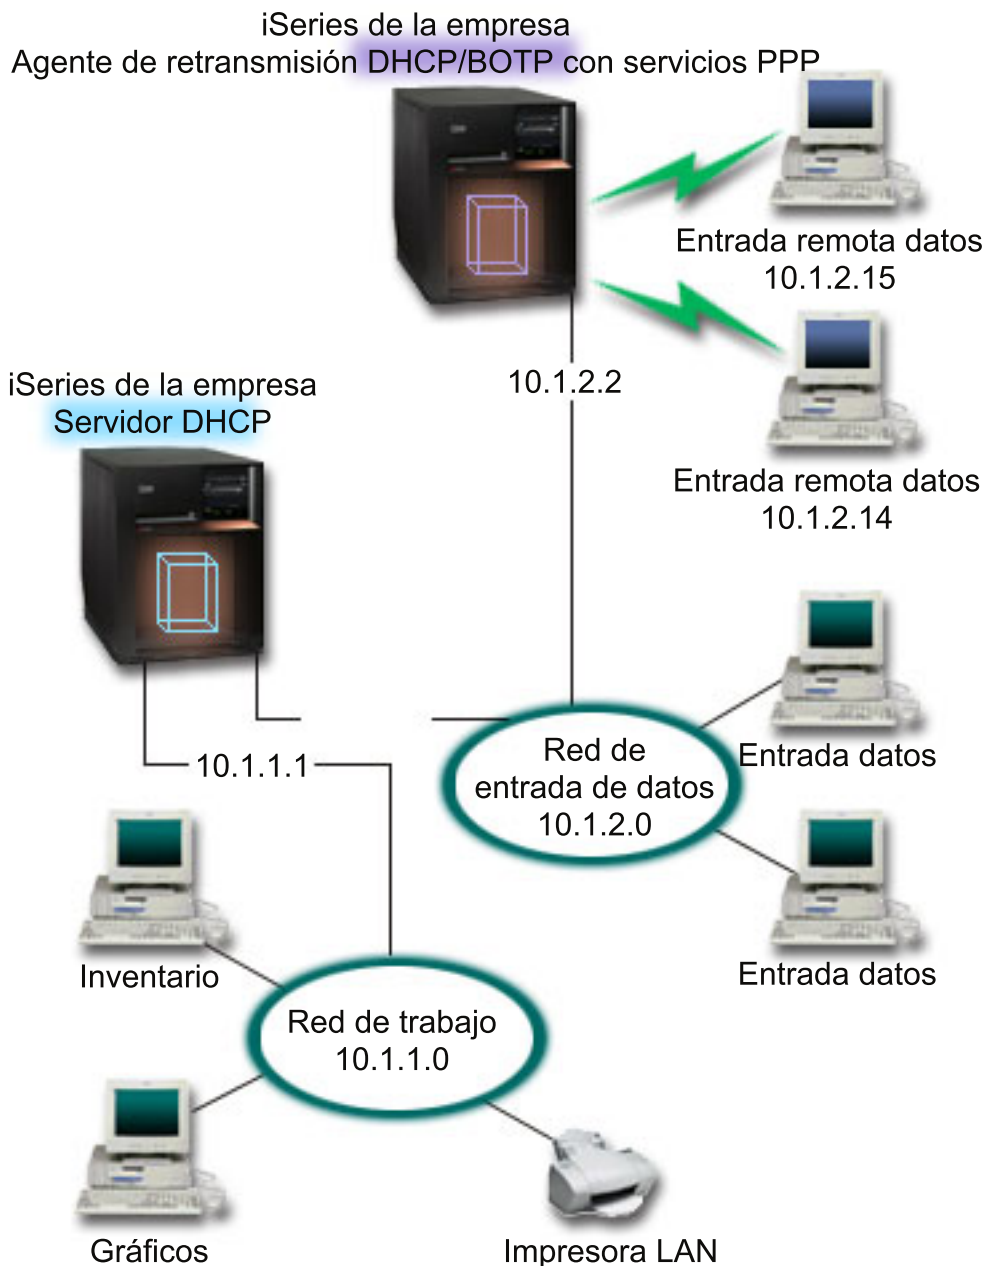 iSeries de la empresa
Agente de retransmisión DHCP/BOTP con servicios PPP
Entrada remota datos
10.1.2.15
10.1.2.2
Entrada remota datos
10.1.2.14
iSeries de la empresa
Servidor DHCP
Entrada datos
Red de
entrada de datos
10.1.2.0
10.1.1.1
Entrada datos
Inventario
Red de trabajo
10.1.1.0
Gráficos
Impresora LAN